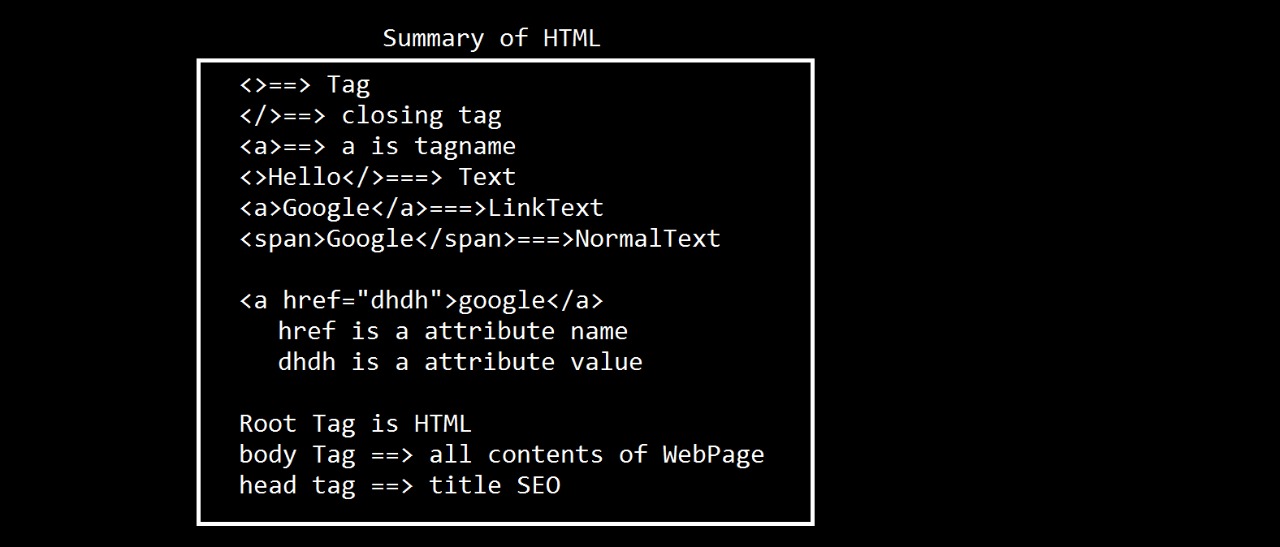 Summary of HTML
<>==> Tag
</>==> closing tag
<a>==> a is tagname
<>Hello</>===> Text
<a>Google</a>===>LinkText
<span>Google</span>===>NormalText
<a href="dhdh">google</a>
href is a attribute name
dhdh is a attribute value
Root Tag is HTML
body Tag ==> all contents of WebPage
head tag ==> title SEO